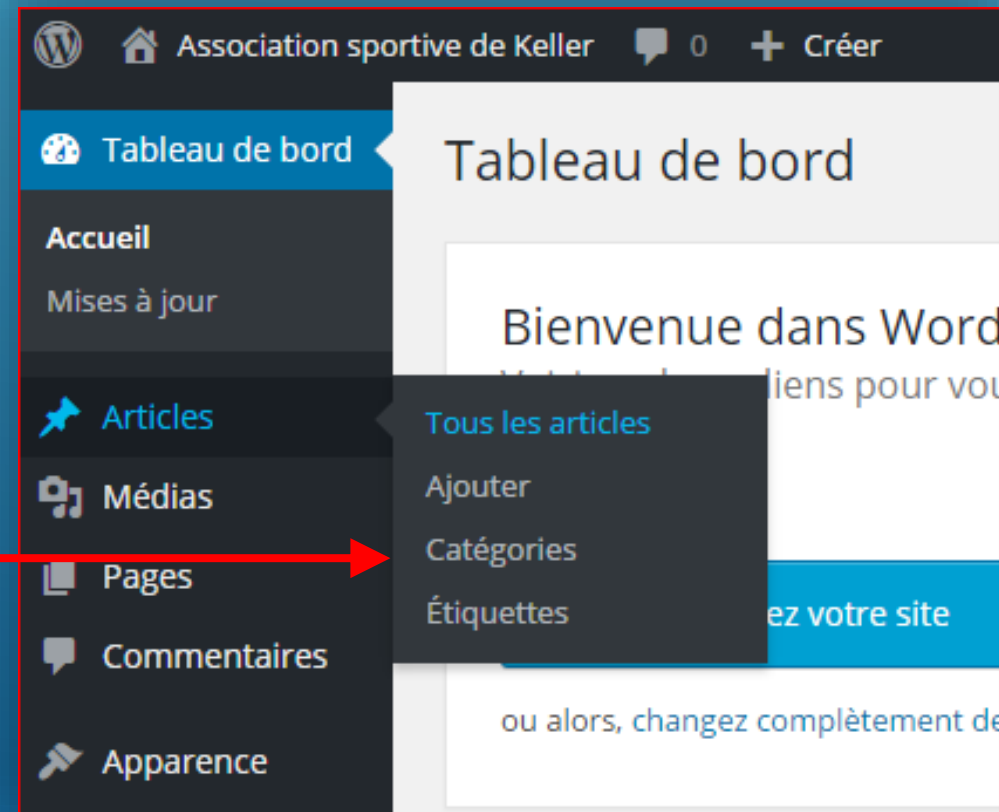 Association sportive de Keller 0 Créer
Tableau de bord
Accueil
Mises à jour
Articles
Médias
Pages
Commentaires
Apparence
Tous les articles
Ajouter
Catégories
Étiquettes
Tableau de bord
Bienvenue dans Word
liens pour vou
ez votre site
ou alors, changez complètement de